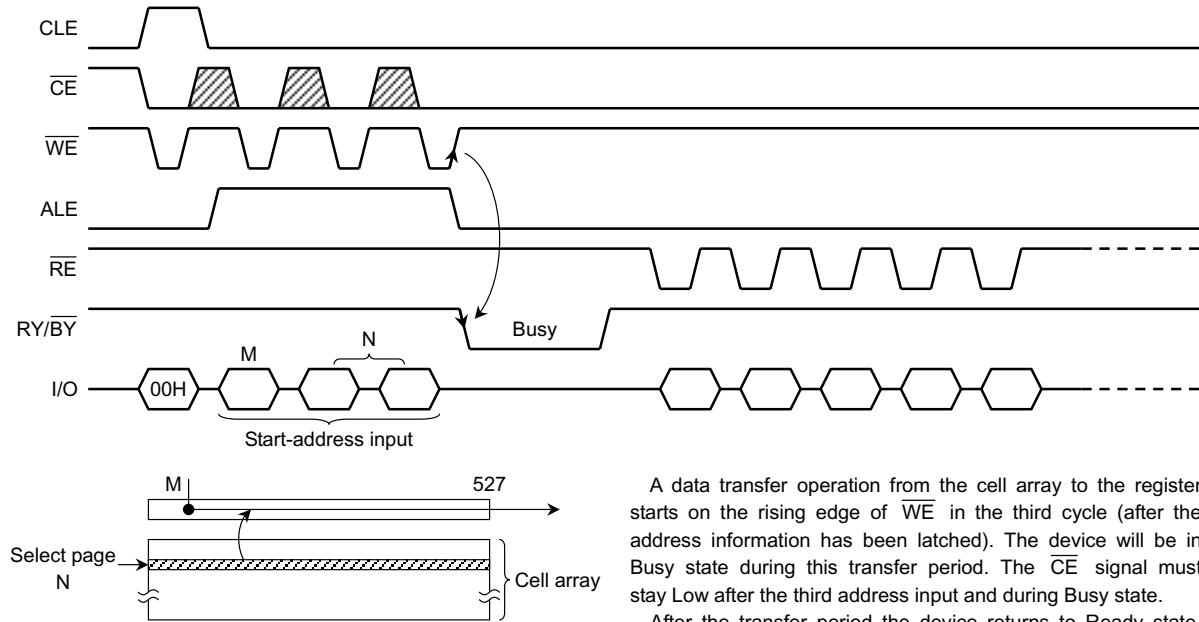 CLE
CE
WE
ALE
RE
RY/BY
Busy
M
N
I/O
00H
Start-address input
M
527
Select page
N
Cell array
A data transfer operation from the cell array to the register
starts on the rising edge of WE in the third cycle (after the
address information has been latched). The device will be in
Busy state during this transfer period. The CE signal must
stay Low after the third address input and during Busy state.
After the transfer period the device returns to Ready state.